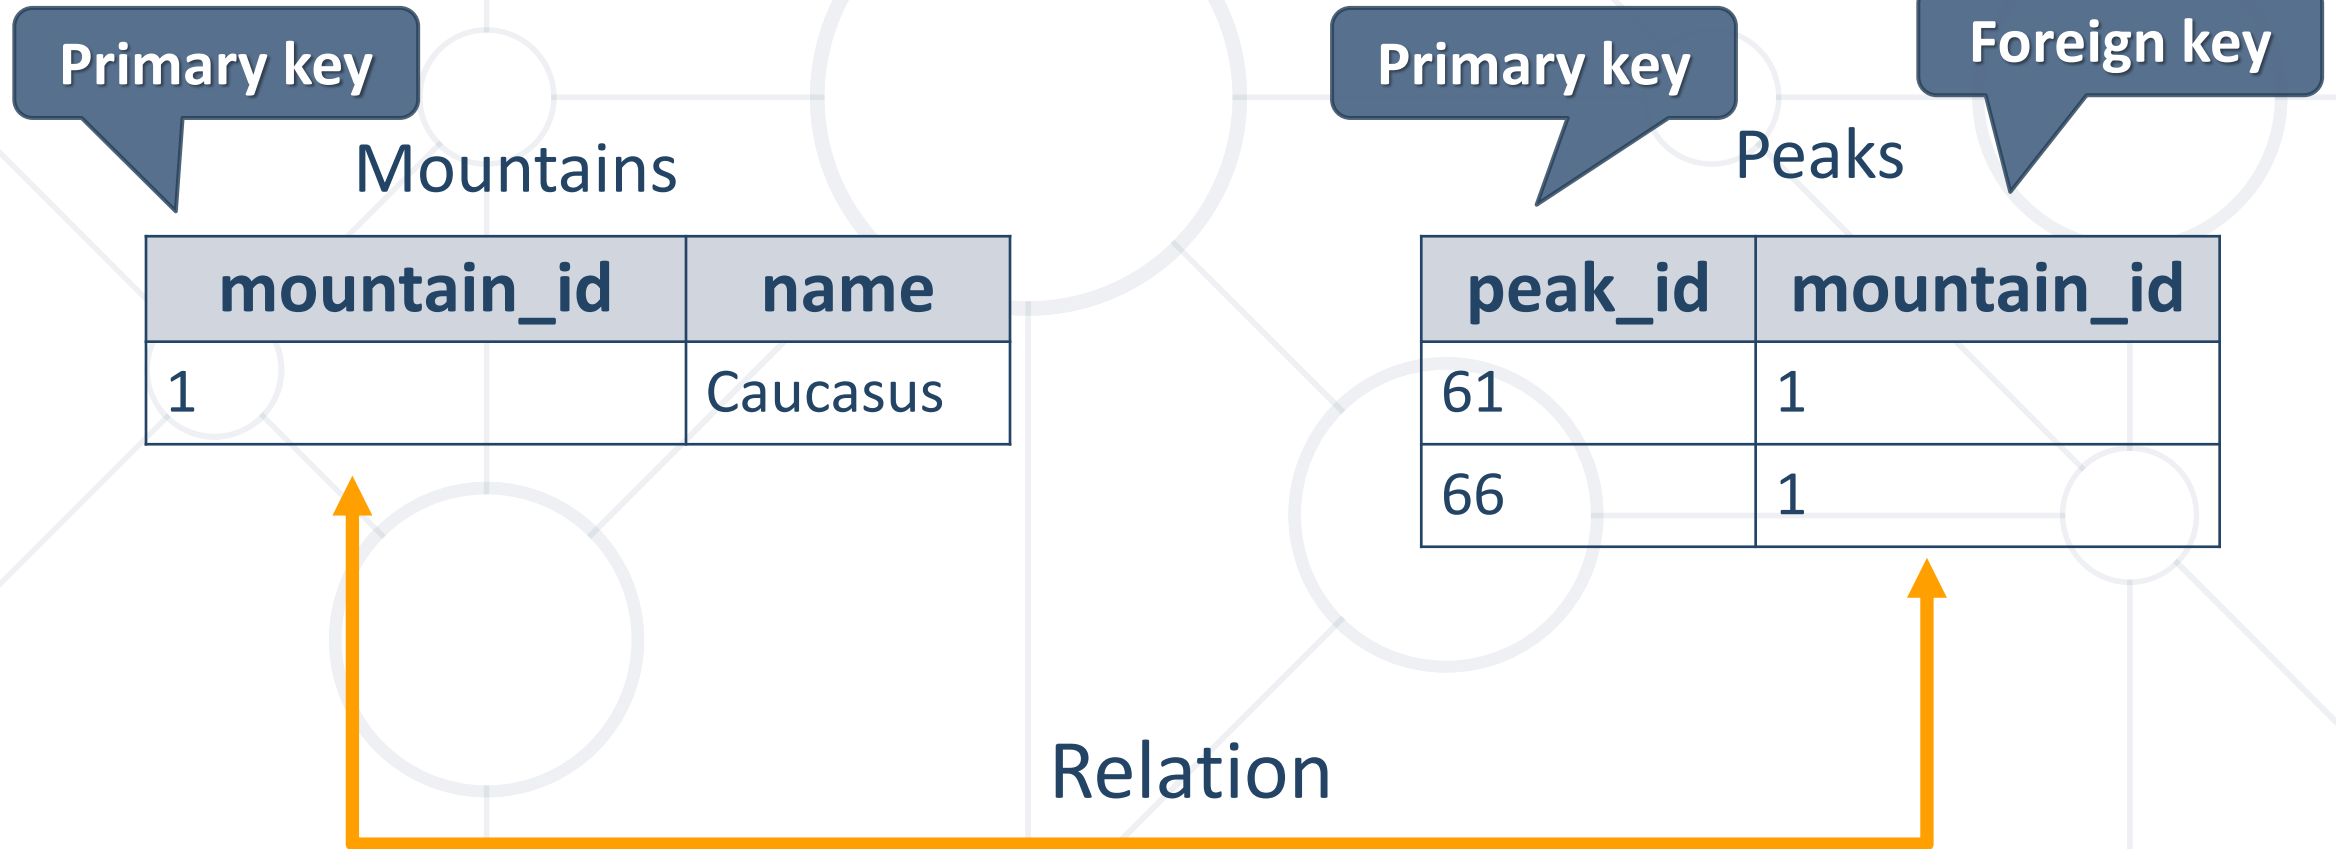 Primary key
Primary key
Foreign key
Mountains
Peaks
mountain_id name
1 Caucasus
peak_id mountain_id
61 1
66 1
Relation